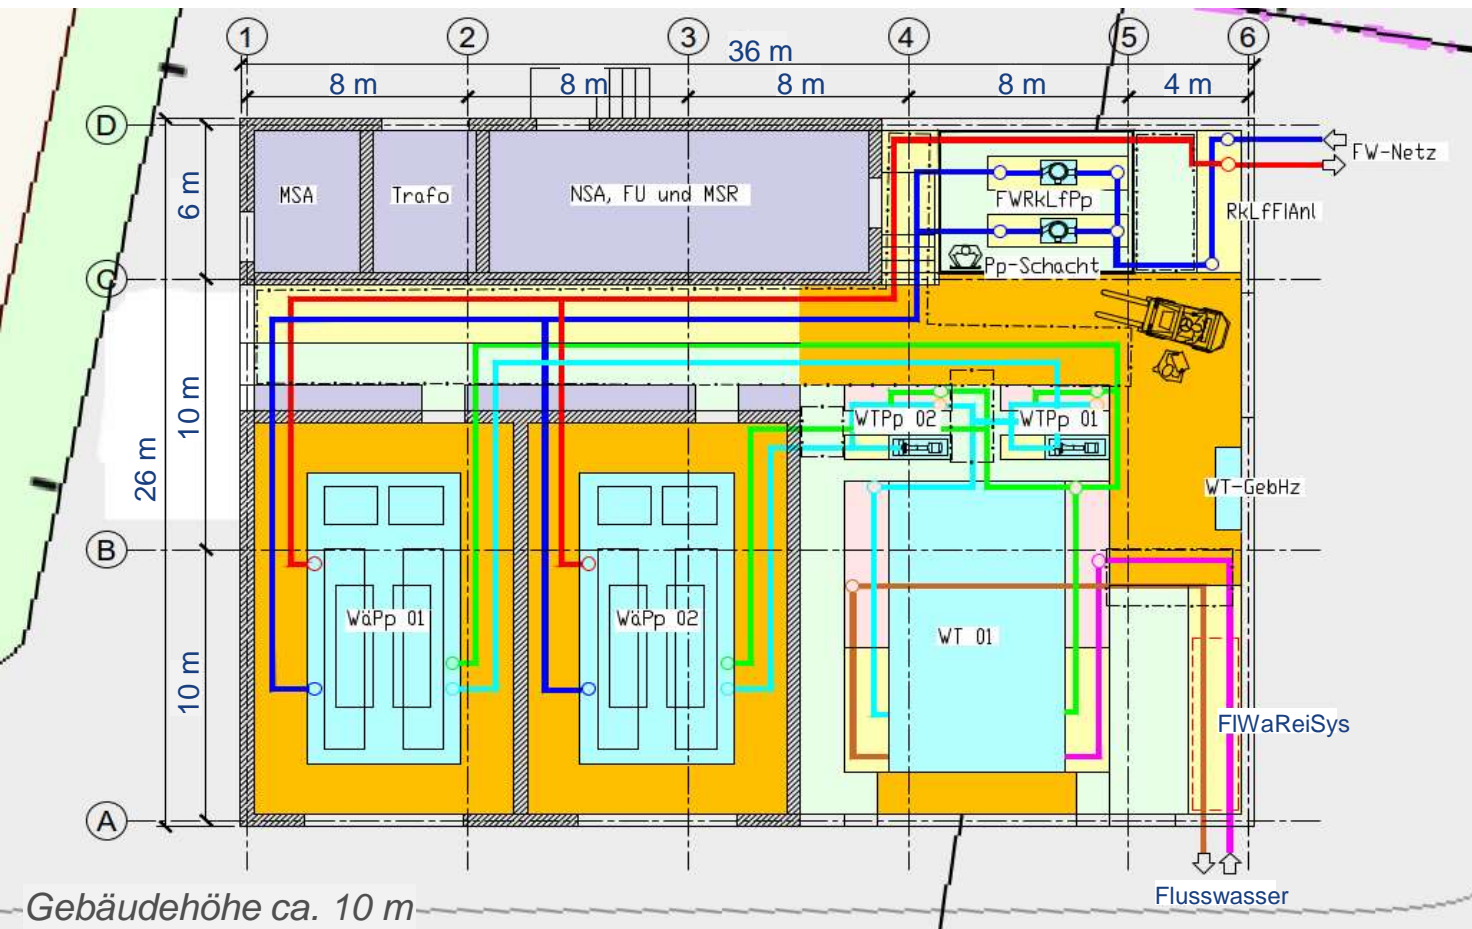 1 2 3 4 5 6
36 m
8 m 8 m 8 m 8 m 4 m
D
FW-Netz
MSA Trafo NSA, FU und MSR
FWRkLfPp
6 m
RkLfFlAnl
Pp-Schacht
C
10 m
WTPp 02 WTPp 01
26 m
WT-GebHz
B
WäPp 01 WäPp 02 WT 01
10 m
FlWaReiSys
A
Flusswasser
Gebäudehöhe ca. 10 m